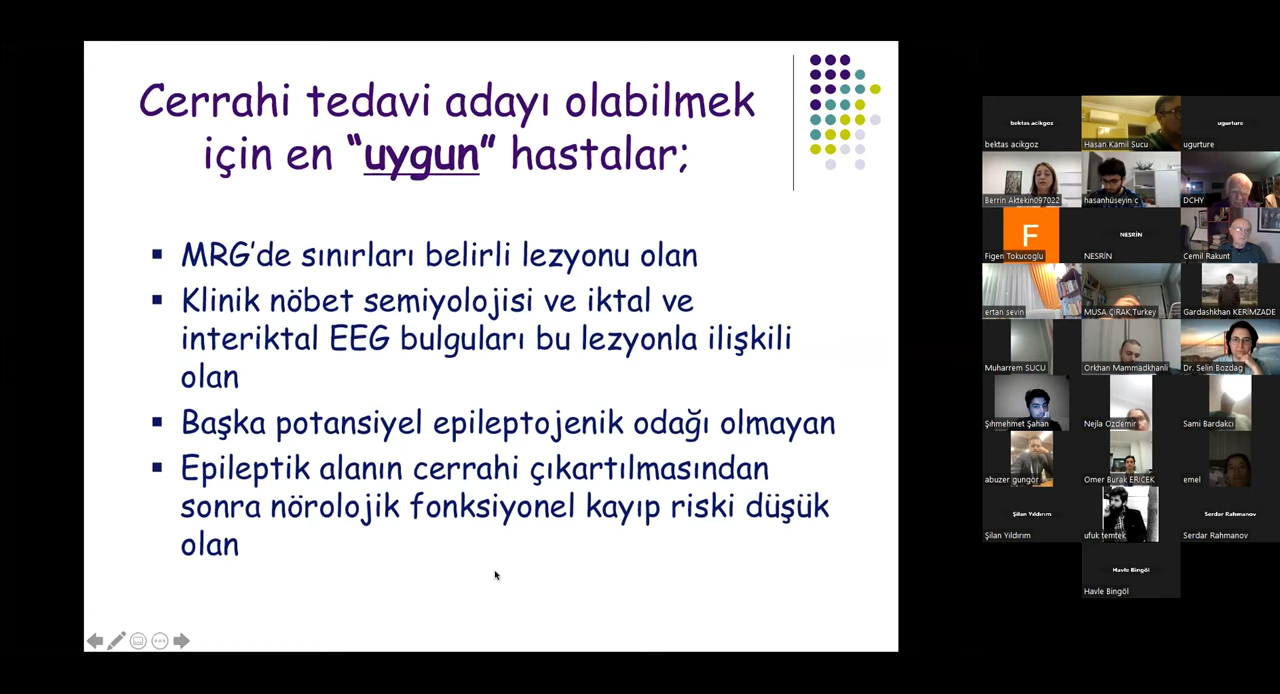 Cerrahi tedavi adayı olabilmek
için en “uygun” hastalar;
MRG’de sınırları belirli lezyonu olan
Klinik nöbet semiyolojisi ve iktal ve
interiktal EEG bulguları bu lezyonla ilişkili
olan
Başka potansiyel epileptojenik odağı olmayan
Epileptik alanın cerrahi çıkartılmasından
sonra nörolojik fonksiyonel kayıp riski düşük
olan
bektas acikgoz
bektas acikgoz
Hasan Kamil Sucu
ugurture
ugurture
Berrin Aktekin097022
hasanhüseyin c
DCHY
F
Figen Tokucoglu
NESRİN
NESRİN
Cemil Rakunt
ertan sevin
MUSA ÇIRAK,Turkey
Gardashkhan KERİMZADE
Muharrem SUCU
Orkhan Mammadkhanli
Dr. Selin Bozdag
Şıhmehmet Şahan
Nejla Ozdemir
Sami Bardakcı
abuzer gungor
Omer Burak ERICEK
emel
Şilan Yıldırım
Şilan Yıldırım
ufuk temtek
Serdar Rahmanov
Serdar Rahmanov
Havle Bingöl
Havle Bingöl